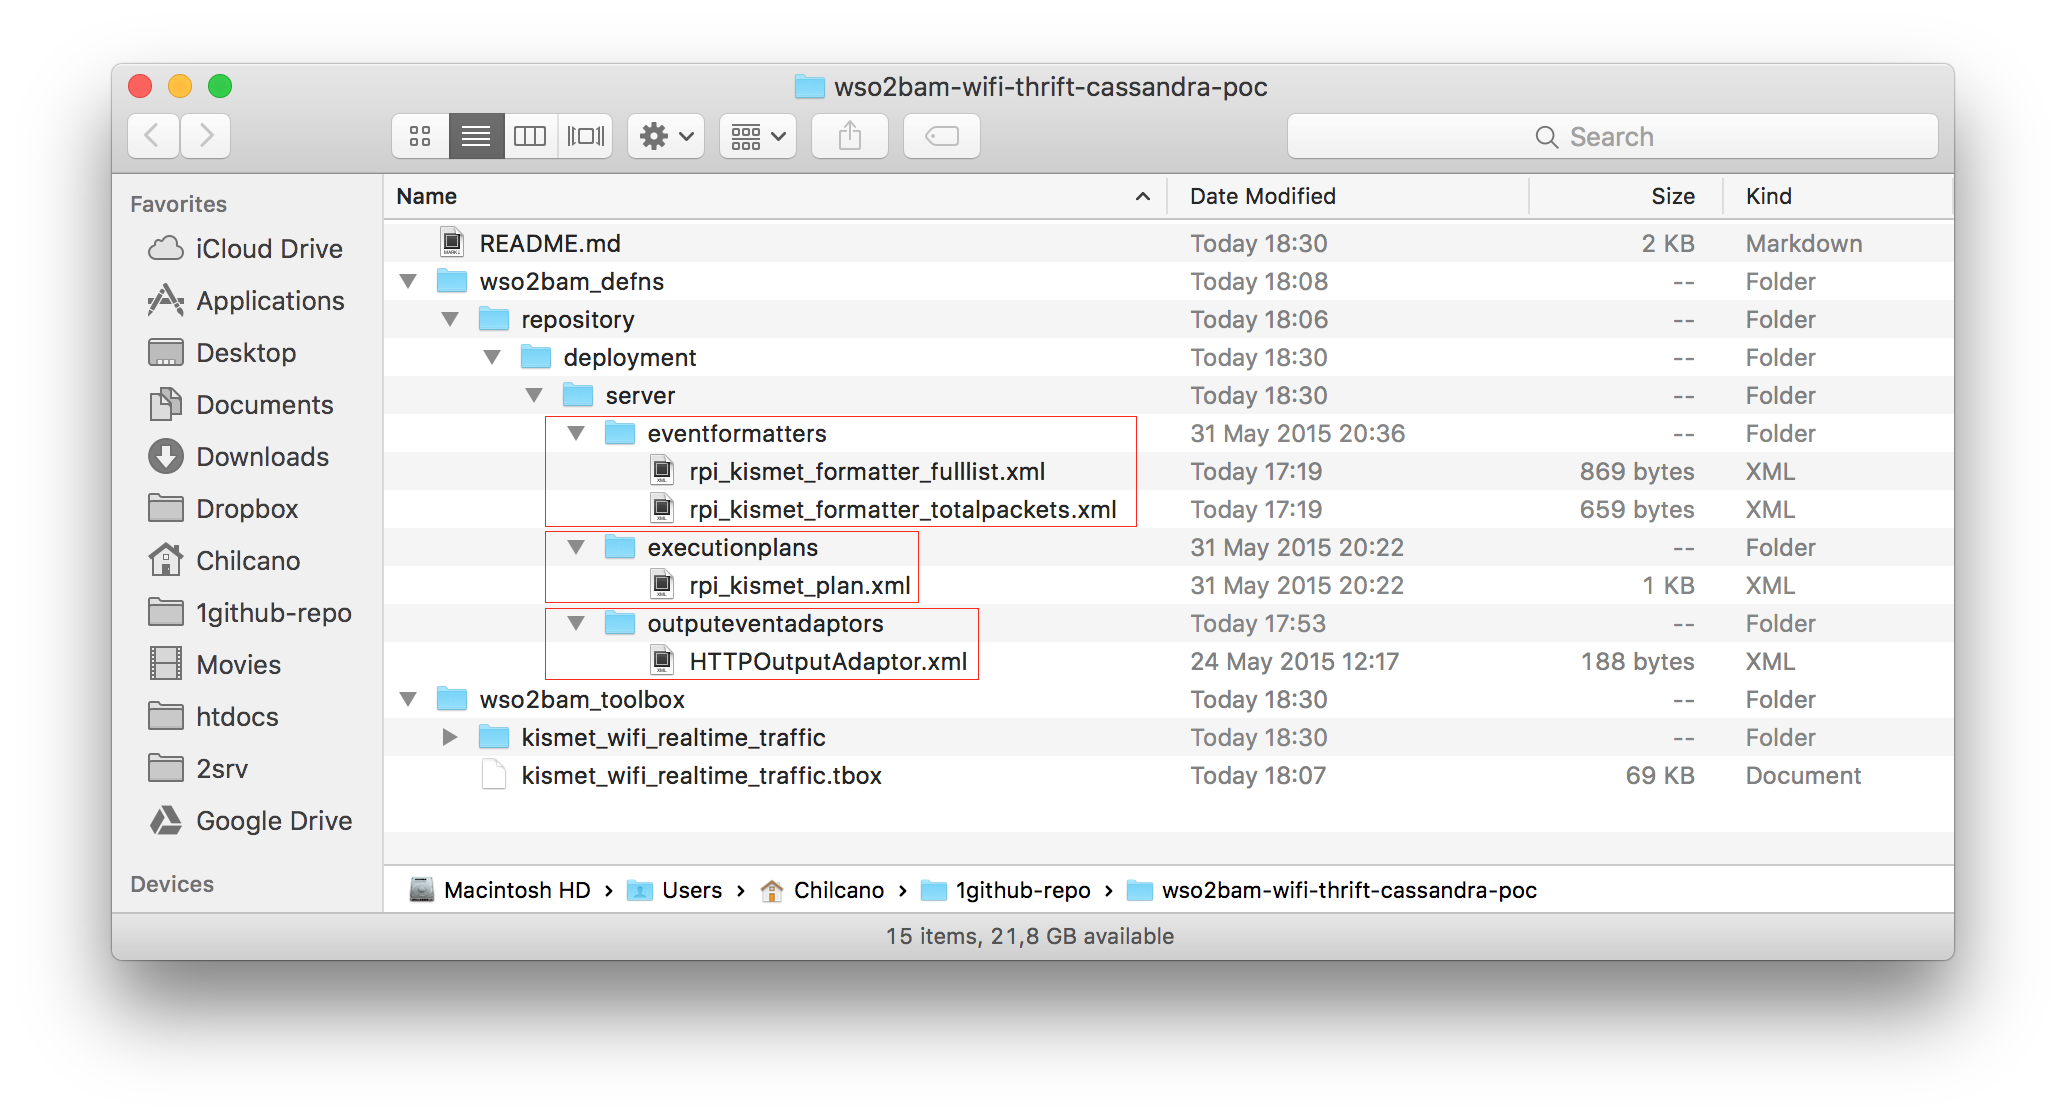 wso2bam-wifi-thrift-cassandra-poc
Search
Favorites
iCloud Drive
Applications
Desktop
Documents
Downloads
Dropbox
Chilcano
1github-repo
Movies
htdocs
2srv
Google Drive
Devices
Name Date Modified Size Kind
README.md Today 18:30 2 KB Markdown
wso2bam_defns Today 18:08 -- Folder
repository Today 18:06 -- Folder
deployment Today 18:30 -- Folder
server Today 18:30 -- Folder
eventformatters 31 May 2015 20:36 -- Folder
rpi_kismet_formatter_fulllist.xml Today 17:19 869 bytes XML
rpi_kismet_formatter_totalpackets.xml Today 17:19 659 bytes XML
executionplans 31 May 2015 20:22 -- Folder
rpi_kismet_plan.xml 31 May 2015 20:22 1 KB XML
outputeventadaptors Today 17:53 -- Folder
HTTPOutputAdaptor.xml 24 May 2015 12:17 188 bytes XML
wso2bam_toolbox Today 18:30 -- Folder
kismet_wifi_realtime_traffic Today 18:30 -- Folder
kismet_wifi_realtime_traffic.tbox Today 18:07 69 KB Document
Macintosh HD › Users › Chilcano › 1github-repo › wso2bam-wifi-thrift-cassandra-poc
15 items, 21,8 GB available